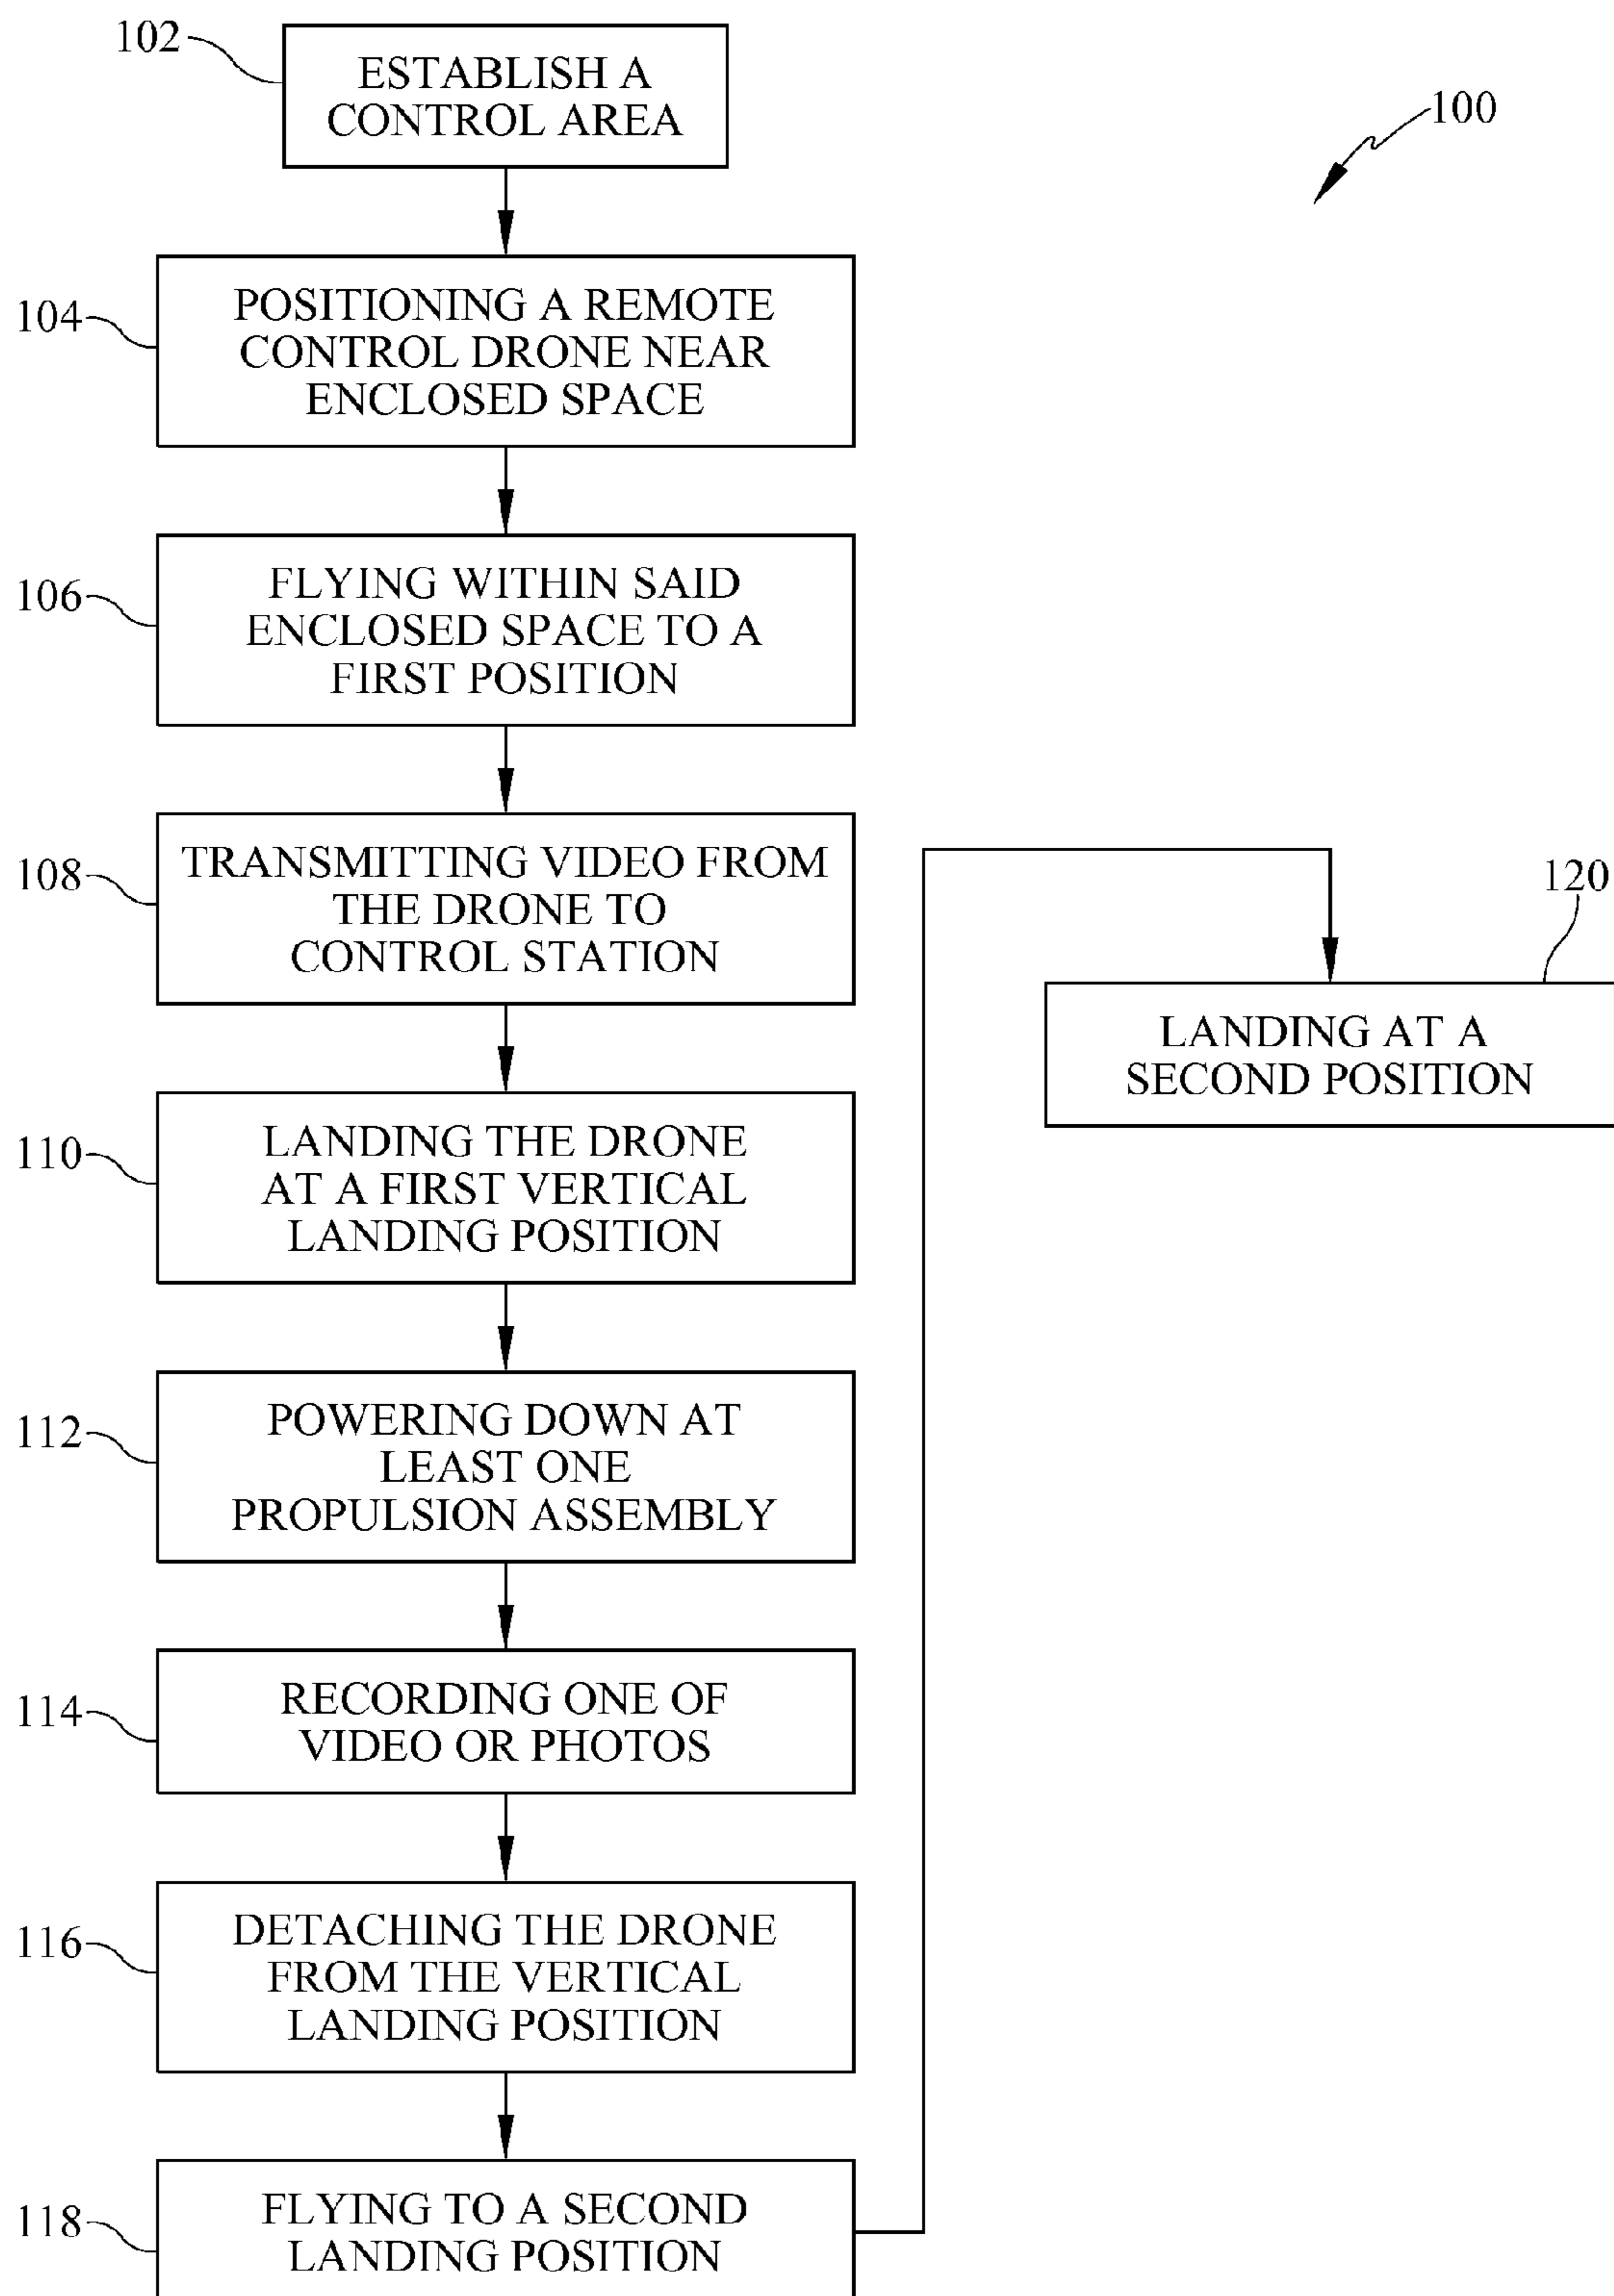 102
ESTABLISH A
CONTROL AREA
100
104
POSITIONING A REMOTE
CONTROL DRONE NEAR
ENCLOSED SPACE
106
FLYING WITHIN SAID
ENCLOSED SPACE TO A
FIRST POSITION
108
TRANSMITTING VIDEO FROM
THE DRONE TO
CONTROL STATION
110
LANDING THE DRONE
AT A FIRST VERTICAL
LANDING POSITION
112
POWERING DOWN AT
LEAST ONE
PROPULSION ASSEMBLY
114
RECORDING ONE OF
VIDEO OR PHOTOS
116
DETACHING THE DRONE
FROM THE VERTICAL
LANDING POSITION
118
FLYING TO A SECOND
LANDING POSITION
120
LANDING AT A
SECOND POSITION